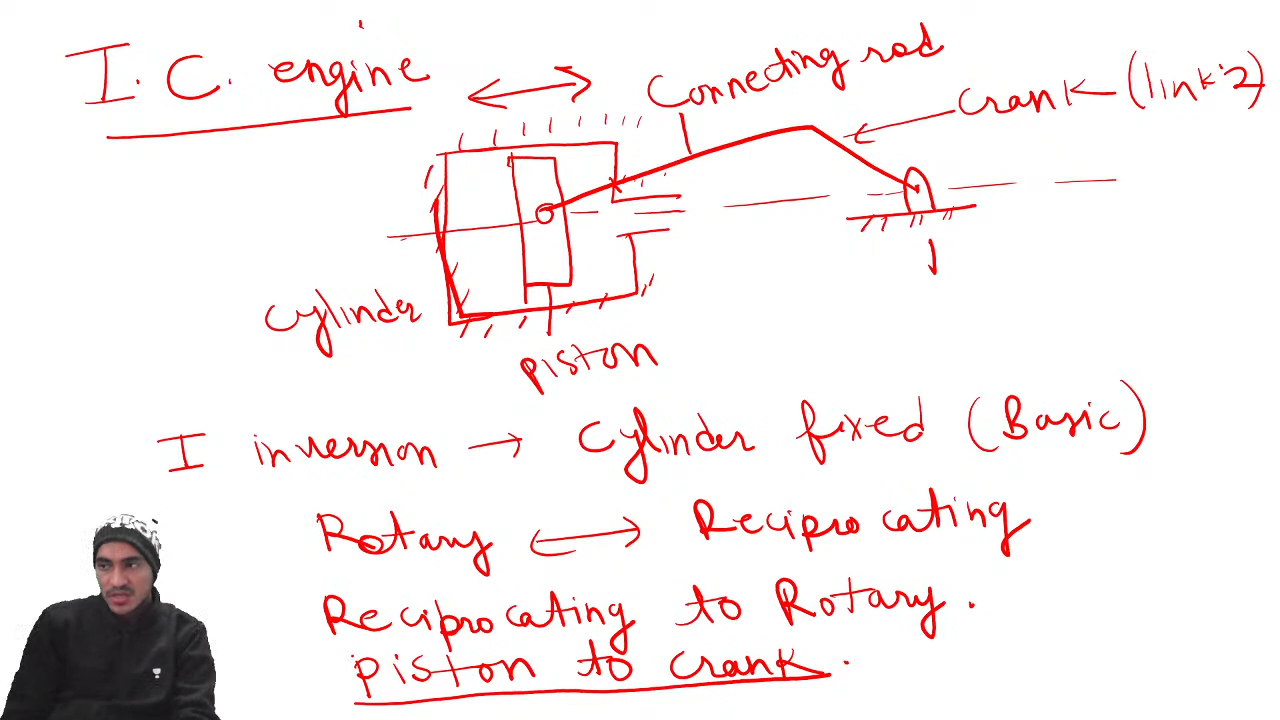 I.C. engine
Connecting rod
crank (link:2)
cylinder
piston
I inversion → Cylinder fixed (Basic)
Rotary ↔ Reciprocating
Reciprocating to Rotary.
piston to crank.